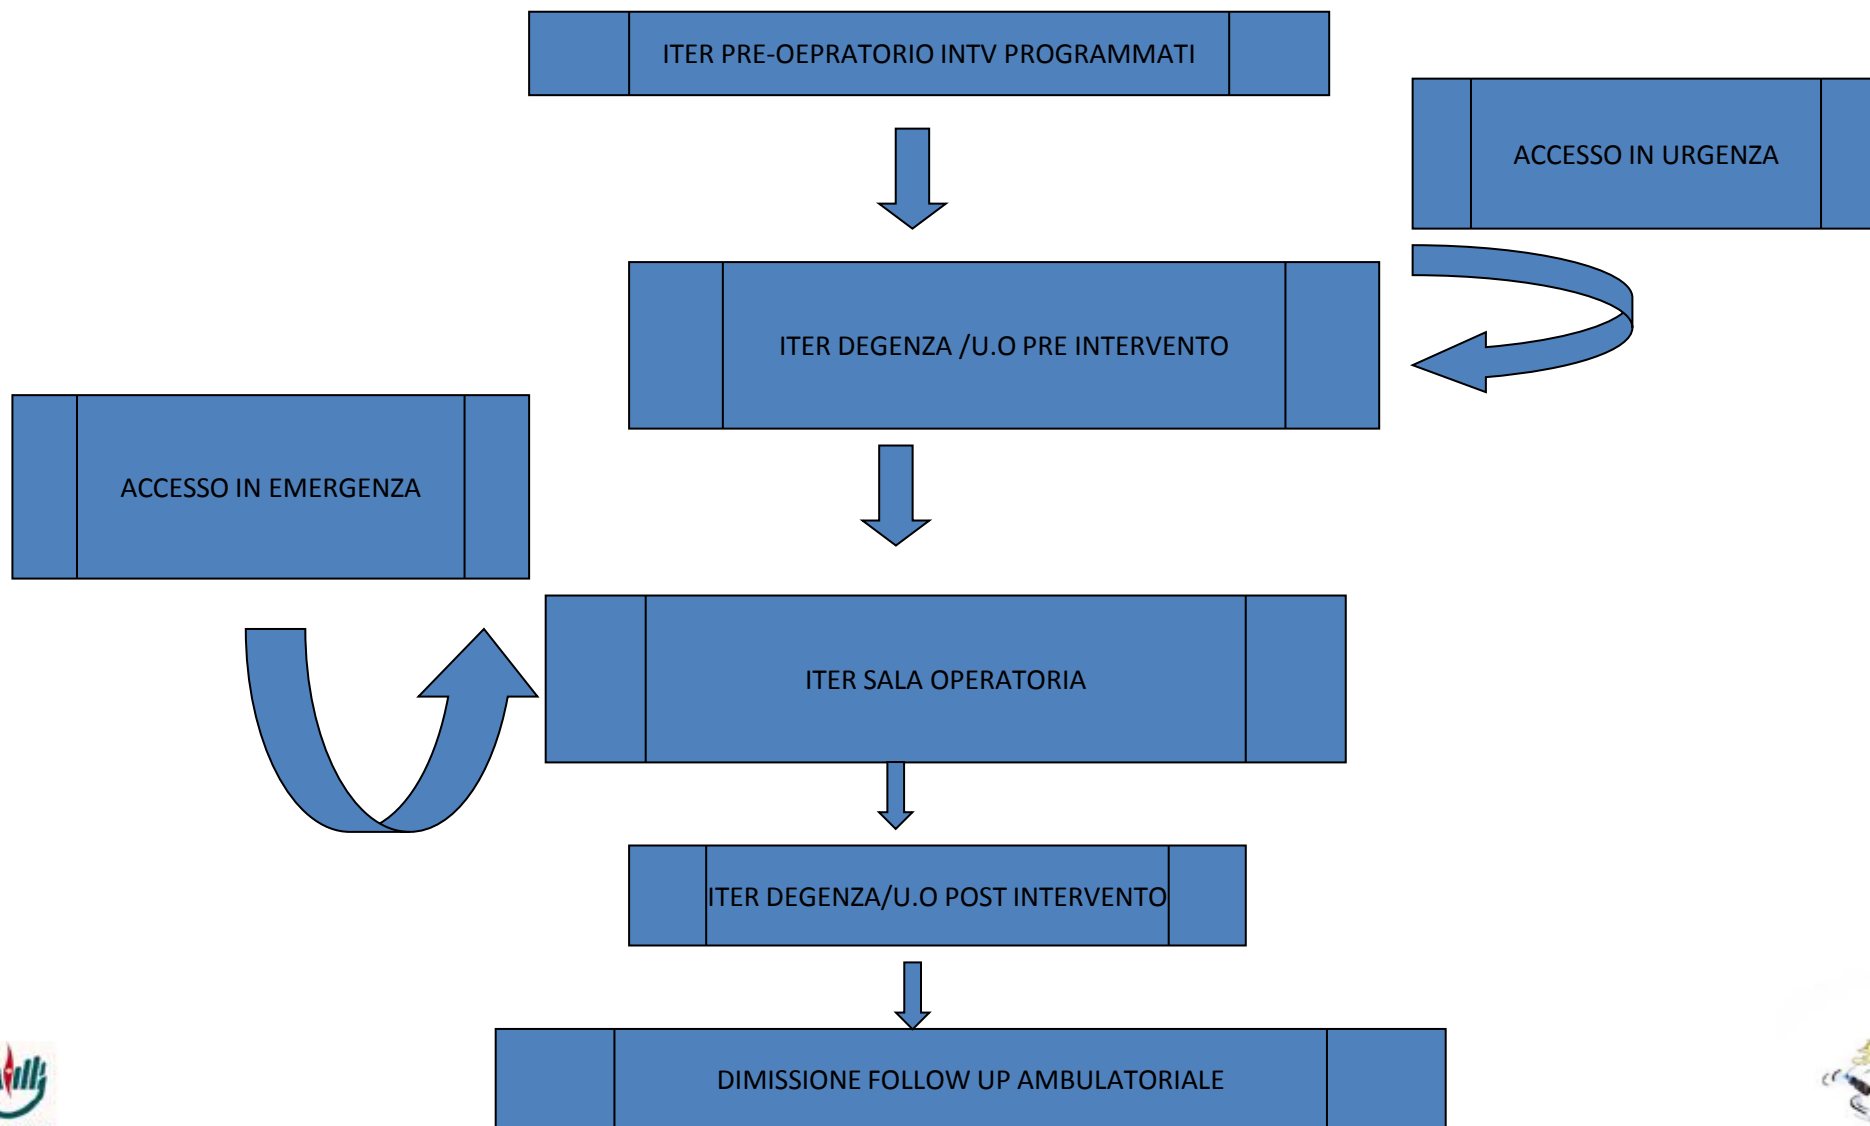 ITER PRE-OEPRATORIO INTV PROGRAMMATI
ACCESSO IN URGENZA
ITER DEGENZA /U.O PRE INTERVENTO
ACCESSO IN EMERGENZA
ITER SALA OPERATORIA
ITER DEGENZA/U.O POST INTERVENTO
DIMISSIONE FOLLOW UP AMBULATORIALE